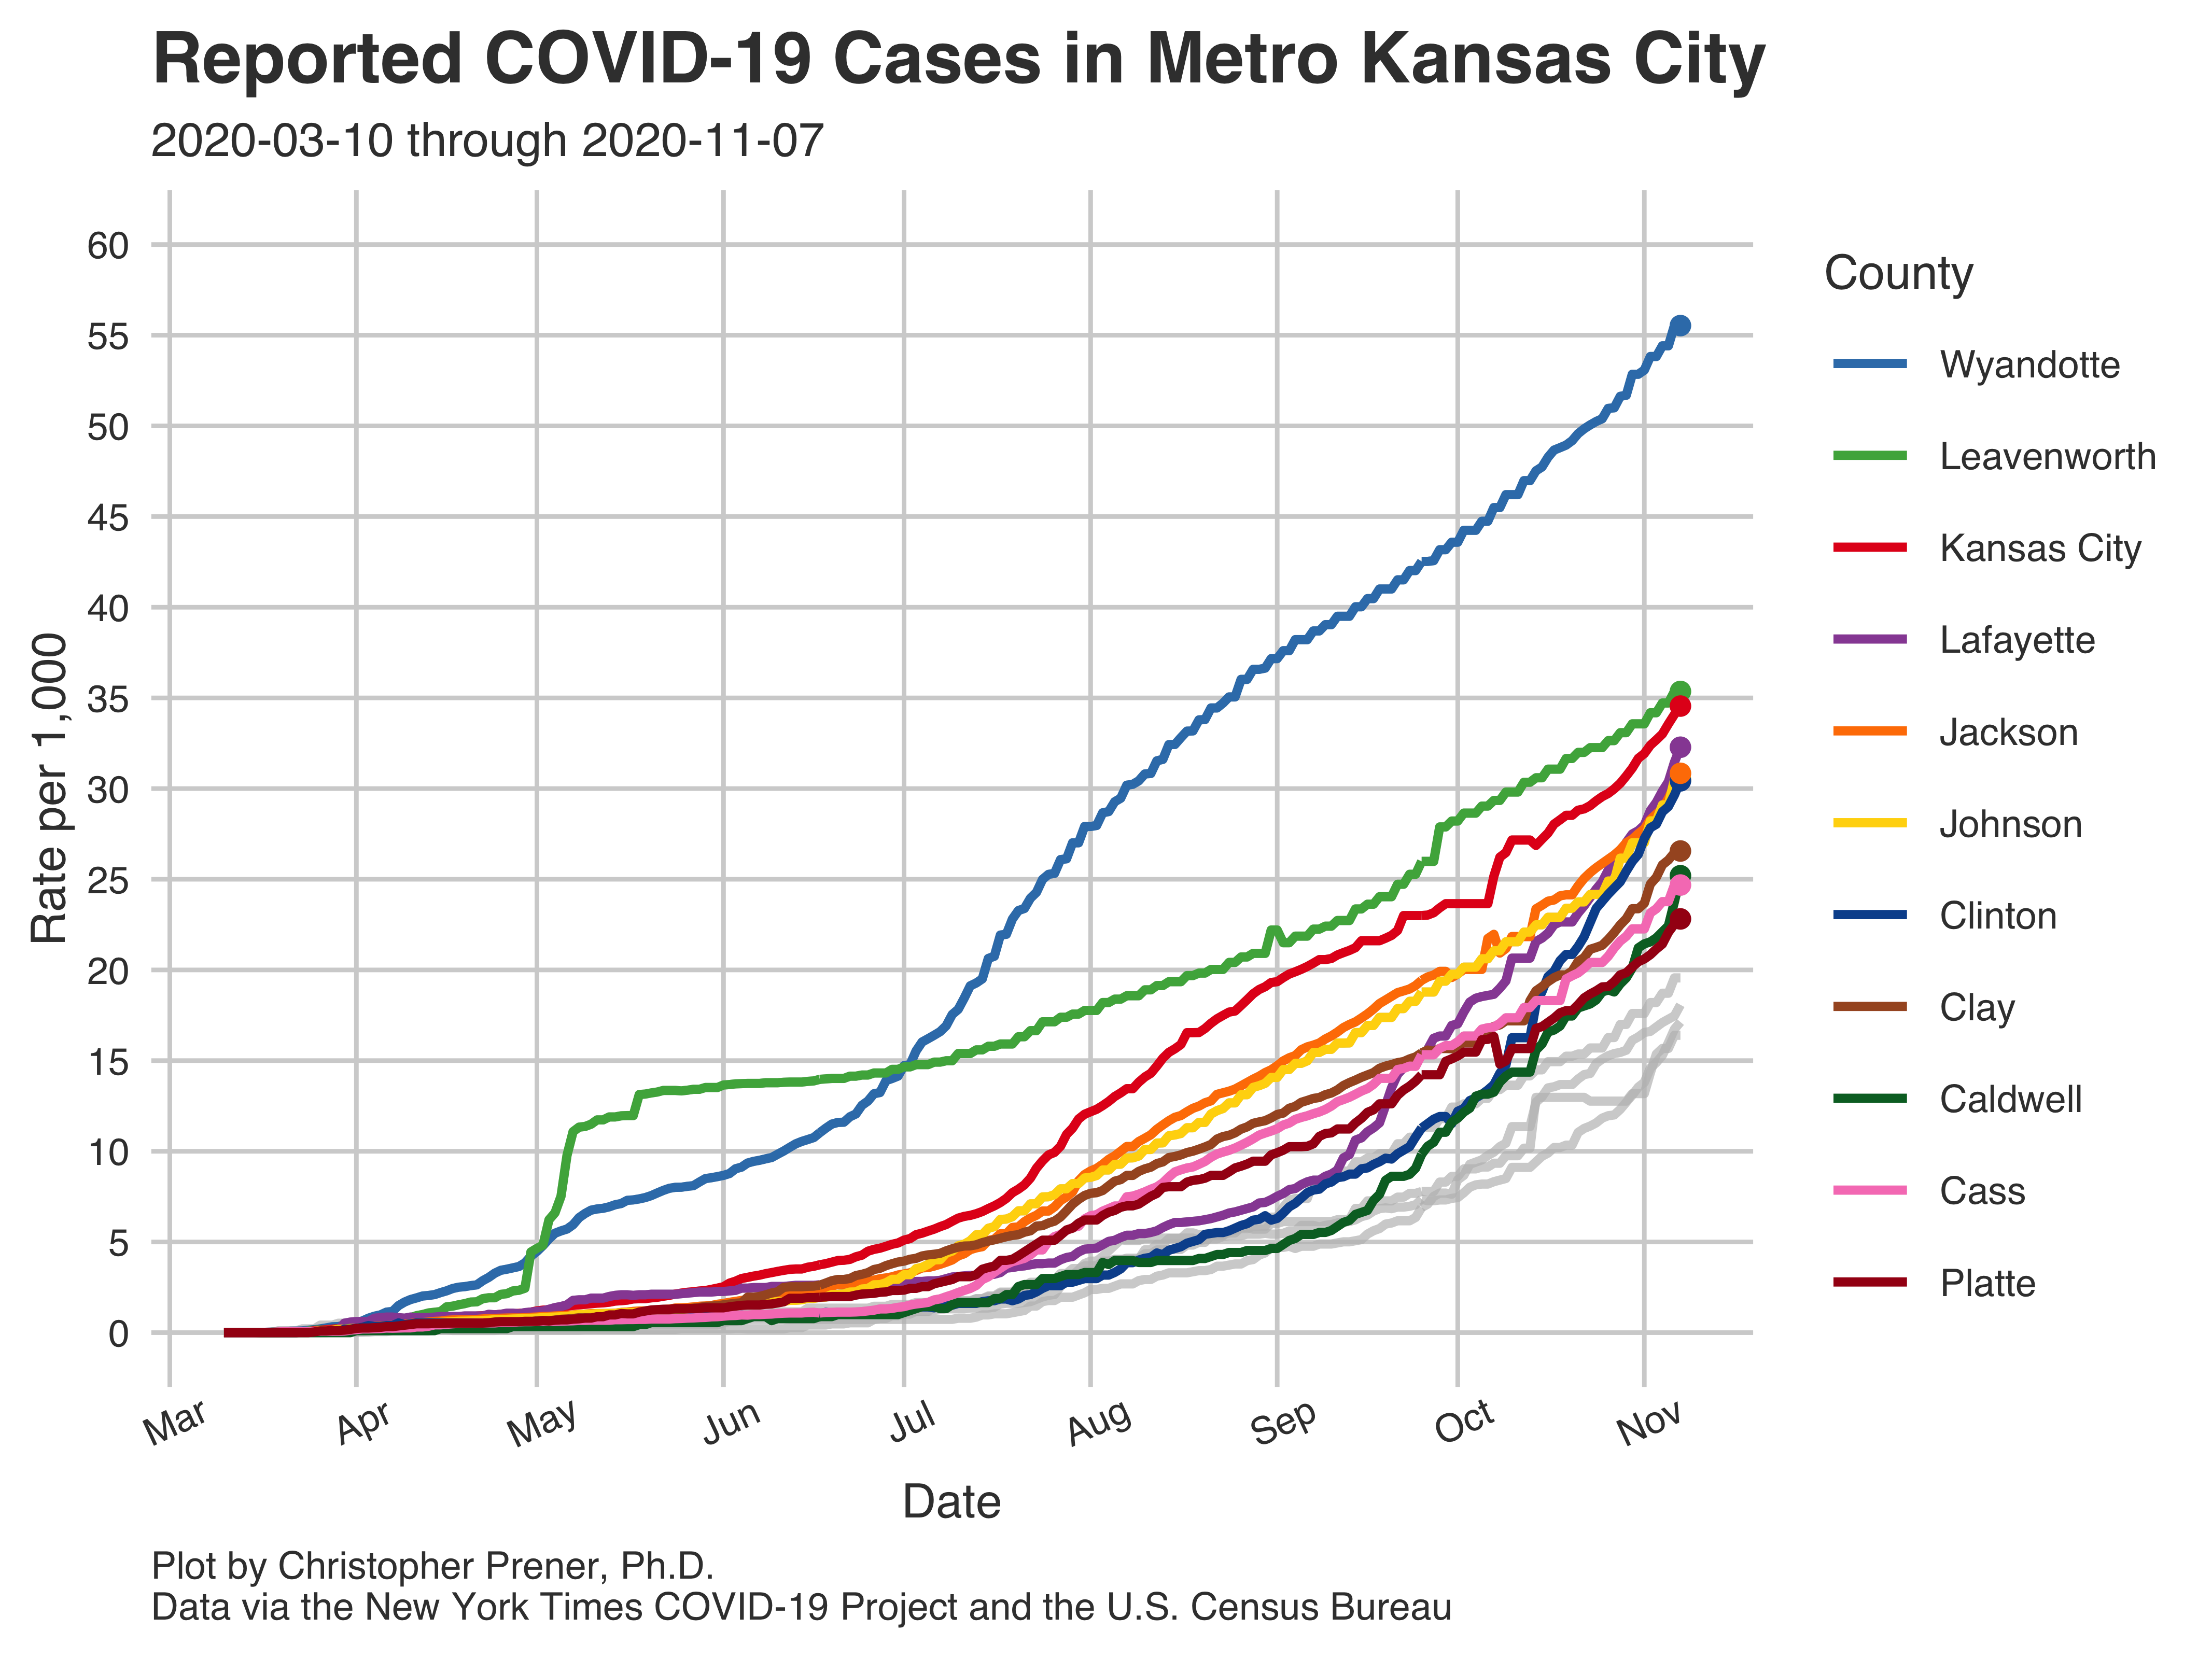 Reported COVID-19 Cases in Metro Kansas City
2020-03-10 through 2020-11-07
60
55
50
45
40
35
30
25
20
15
10
5
0
Rate per 1,000
Mar
Apr
May
Jun
Jul
Aug
Sep
Oct
Nov
Date
County
Wyandotte
Leavenworth
Kansas City
Lafayette
Jackson
Johnson
Clinton
Clay
Caldwell
Cass
Platte
Plot by Christopher Prener, Ph.D.
Data via the New York Times COVID-19 Project and the U.S. Census Bureau